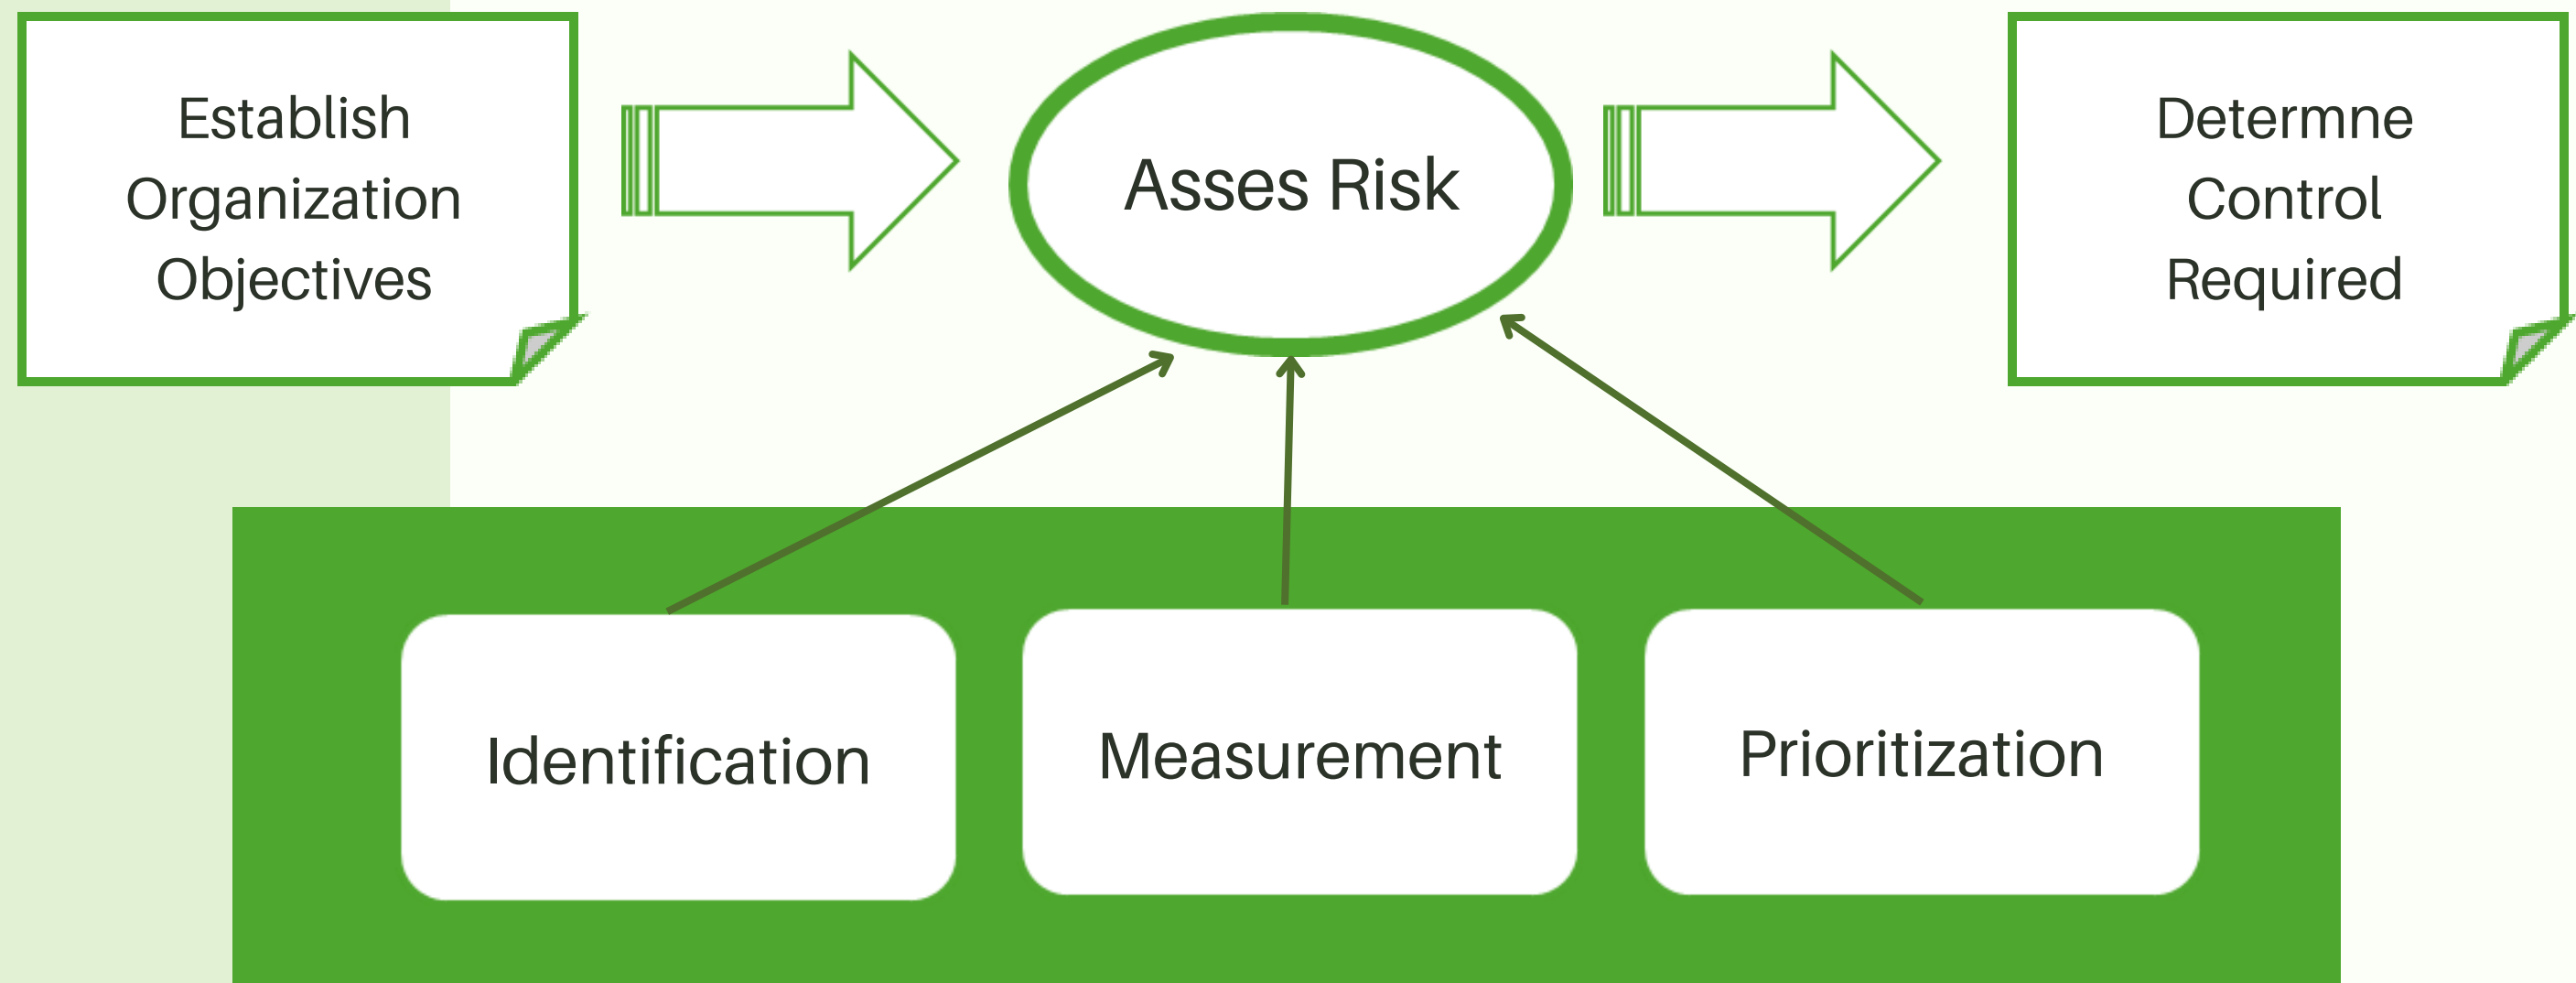 Establish
Organization
Objectives
Asses Risk
Determne
Control
Required
Identification
Measurement
Prioritization